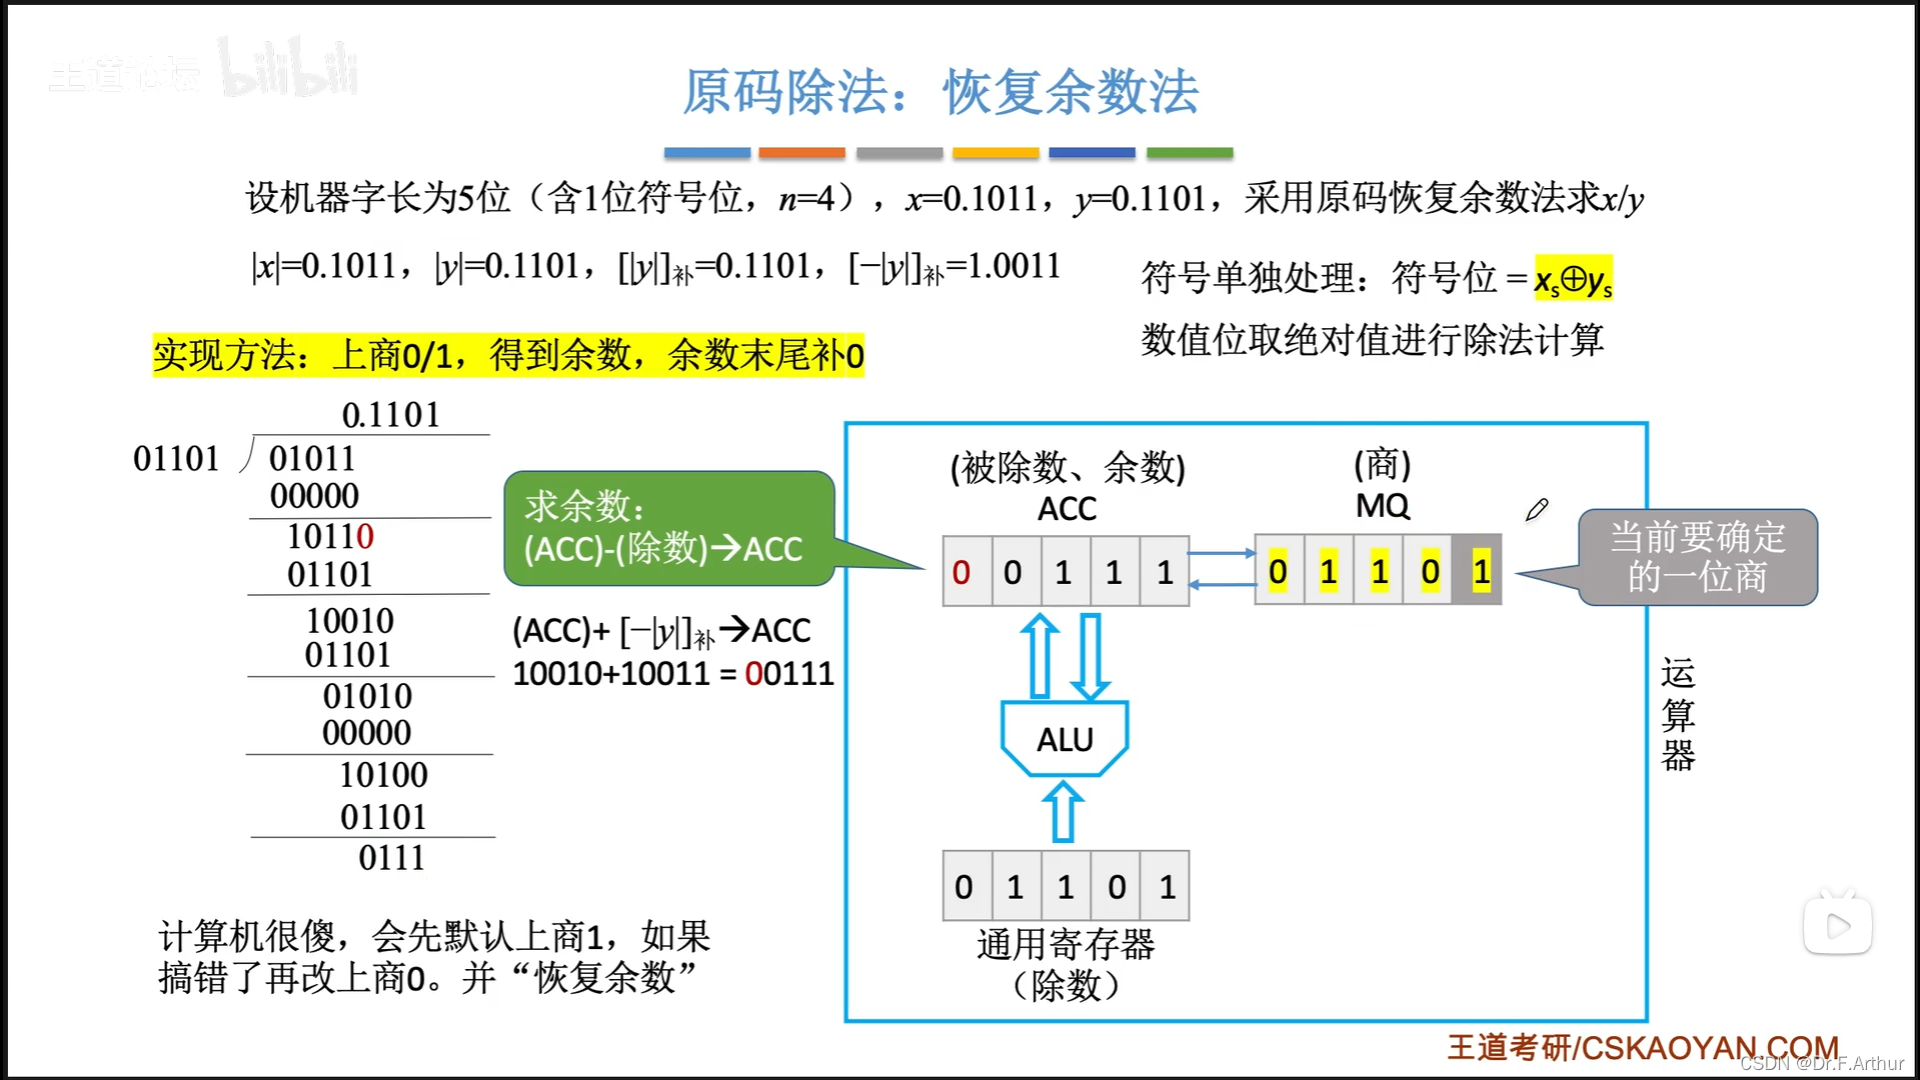 王道论坛 bilibili
原码除法：恢复余数法
设机器字长为5位（含1位符号位，n=4），x=0.1011，y=0.1101，采用原码恢复余数法求x/y
|x|=0.1011，|y|=0.1101，[|y|]补=0.1101，[−|y|]补=1.0011
符号单独处理：符号位 = xs⊕ys
数值位取绝对值进行除法计算
实现方法：上商0/1，得到余数，余数末尾补0
0.1101
01101
01011
00000
10110
01101
10010
01101
01010
00000
10100
01101
0111
求余数：
(ACC)-(除数)→ACC
(ACC)+ [−|y|]补→ACC
10010+10011 = 00111
计算机很傻，会先默认上商1，如果
搞错了再改上商0。并“恢复余数”
(被除数、余数)
ACC
(商)
MQ
0 0 1 1 1
0 1 1 0 1
当前要确定
的一位商
ALU
0 1 1 0 1
通用寄存器
（除数）
运
算
器
王道考研/CSKAOYAN.COM
CSDN @Dr.F.Arthur